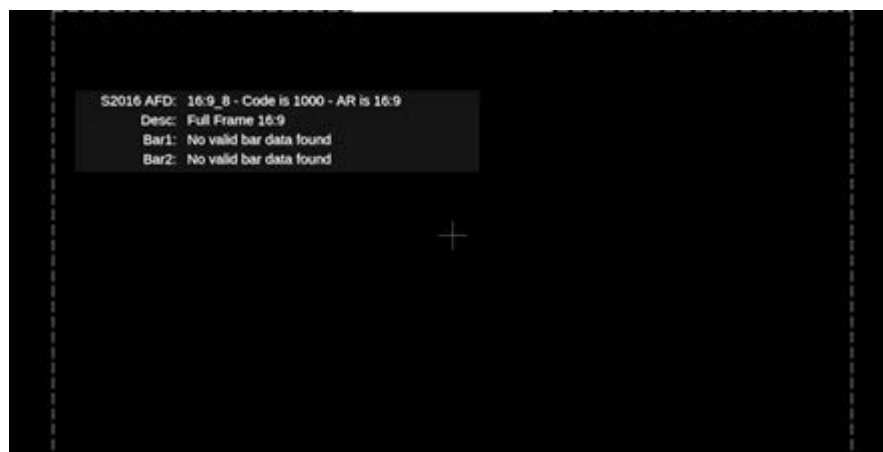 S2016 AFD: 16:9_8 - Code is 1000 - AR is 16:9
Desc: Full Frame 16:9
Bar1: No valid bar data found
Bar2: No valid bar data found